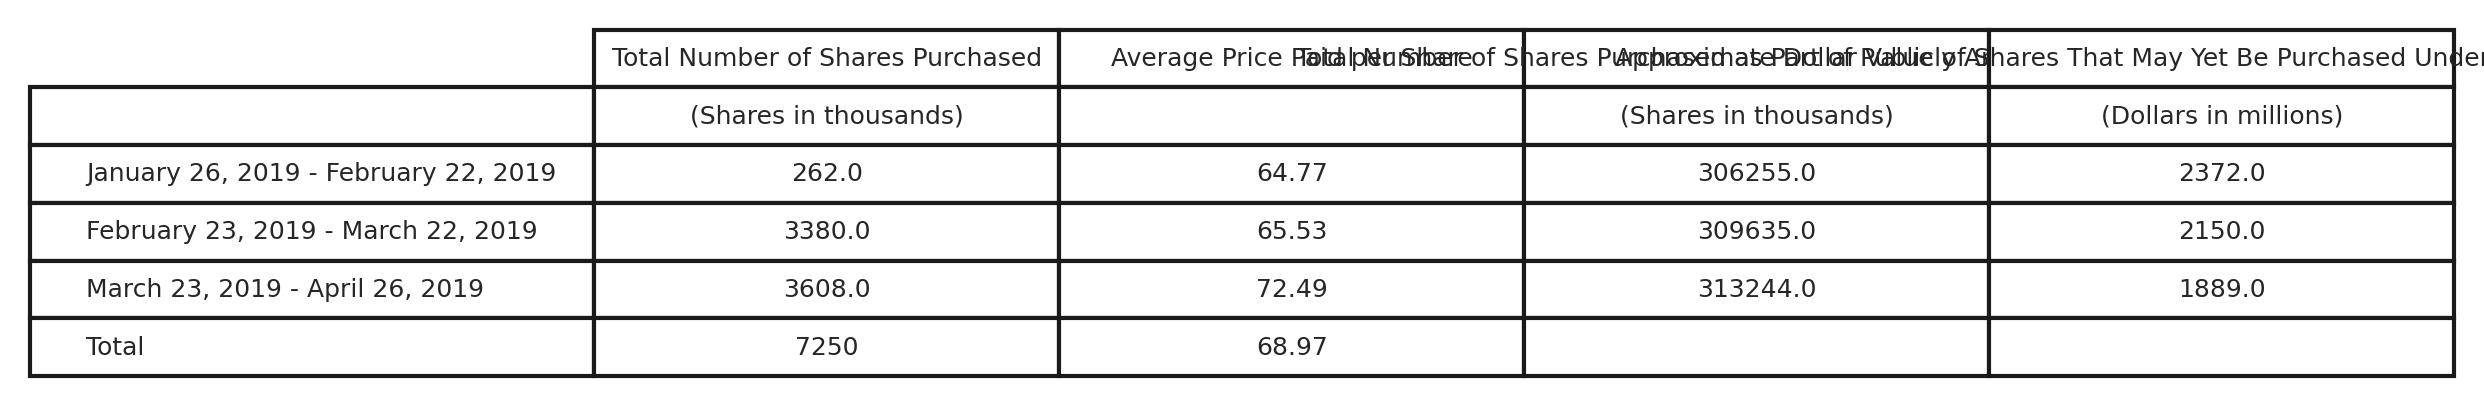 Total Number of Shares Purchased Average Price Paid per Share Total Number of Shares Purchased as Part of Publicly Approximate Dollar Value of Shares That May Yet Be Purchased Under
(Shares in thousands) (Shares in thousands) (Dollars in millions)
January 26, 2019 - February 22, 2019 262.0 64.77 306255.0 2372.0
February 23, 2019 - March 22, 2019 3380.0 65.53 309635.0 2150.0
March 23, 2019 - April 26, 2019 3608.0 72.49 313244.0 1889.0
Total 7250 68.97